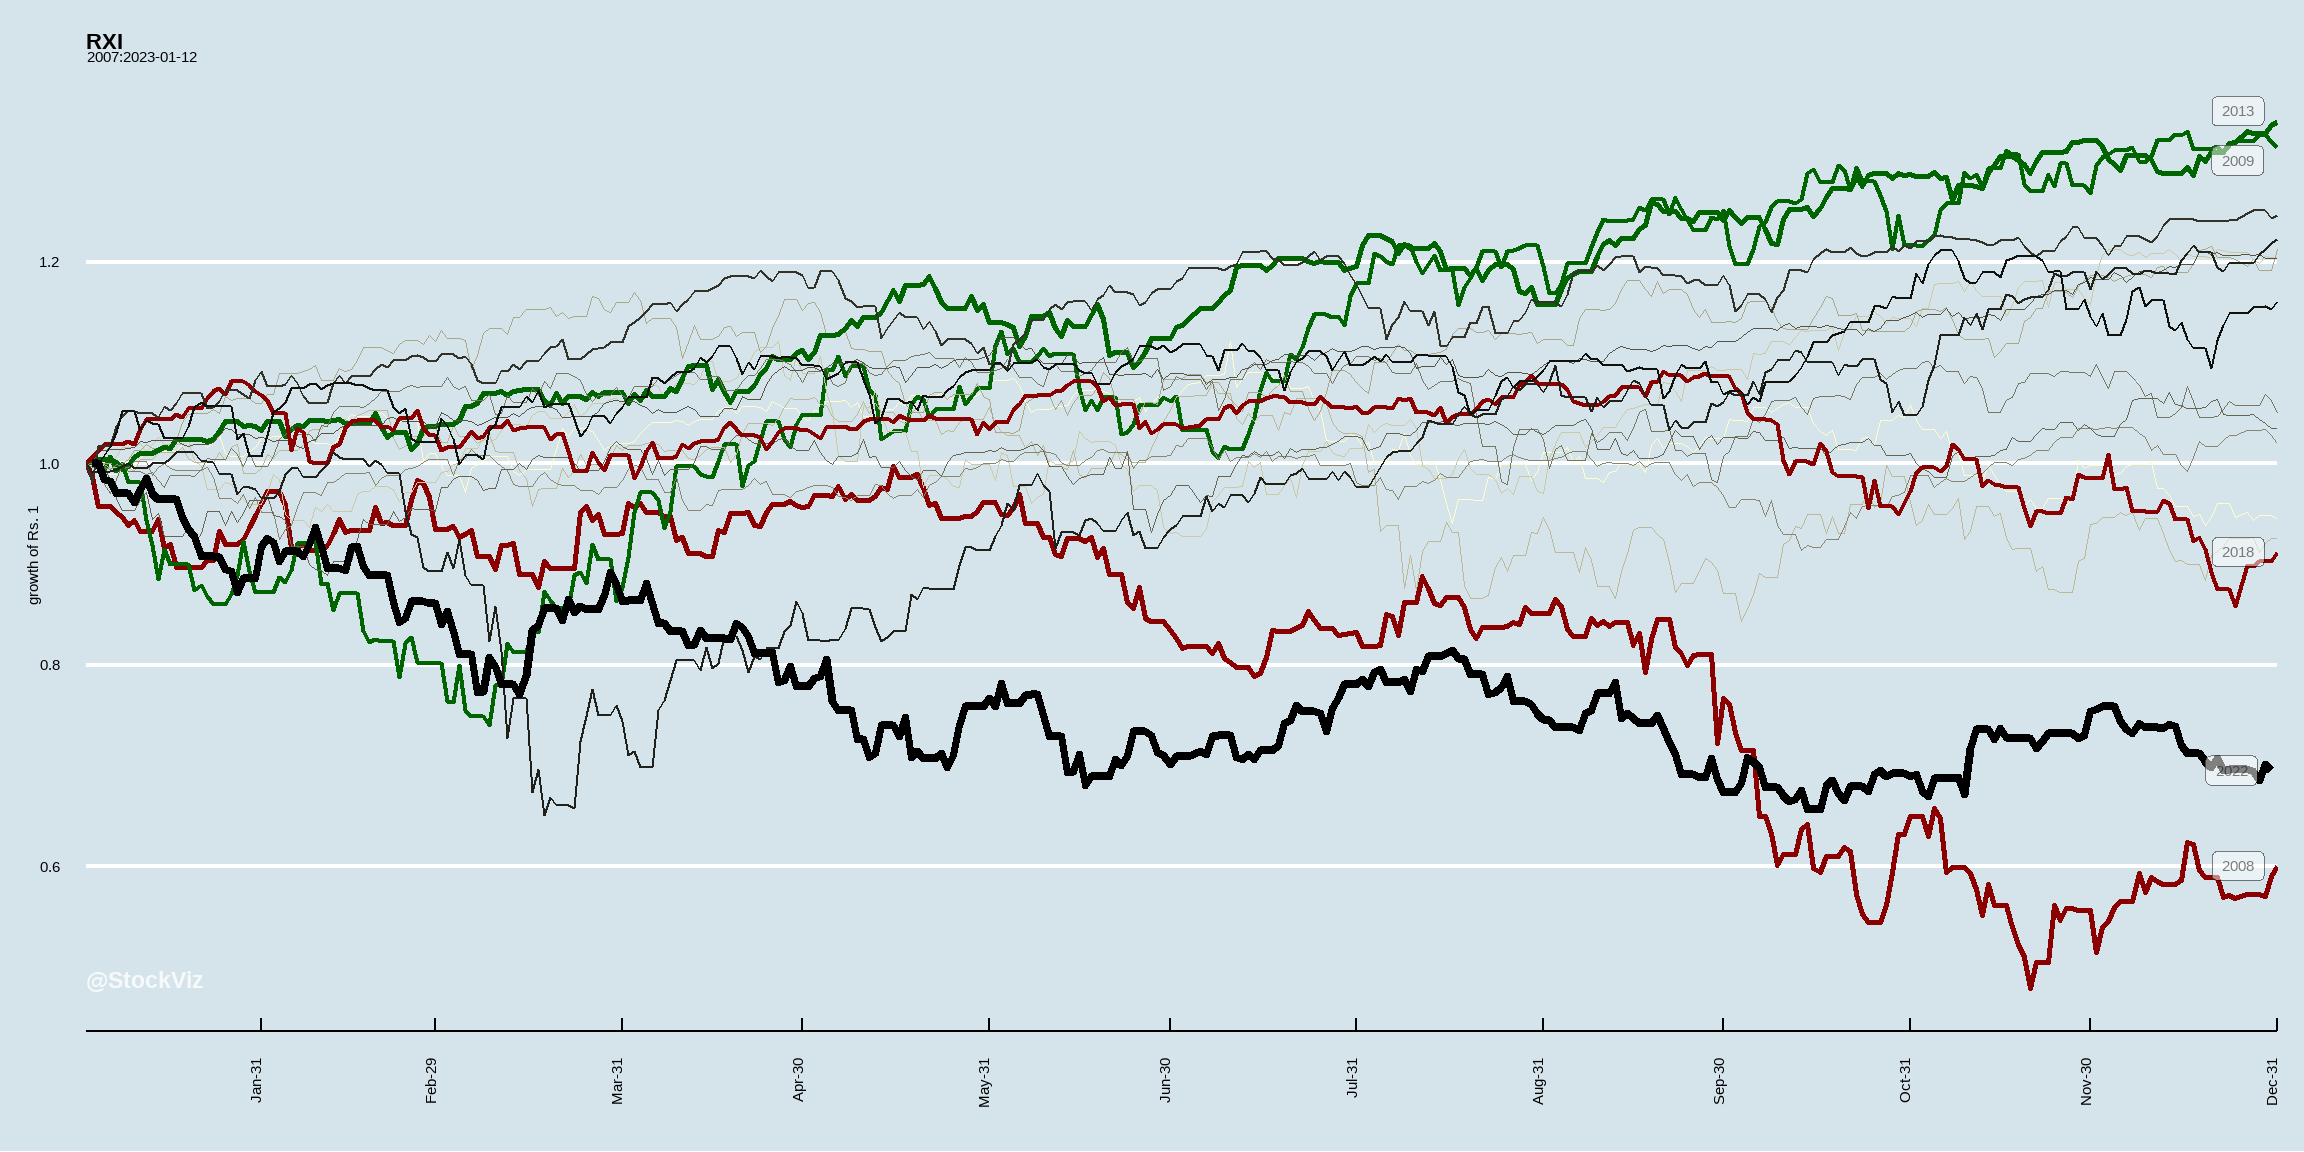 RXI
2007:2023-01-12
2013
2009
1.2
1.0
growth of Rs. 1
2018
0.8
2022
0.6
2008
@StockViz
Jan-31
Feb-29
Mar-31
Apr-30
May-31
Jun-30
Jul-31
Aug-31
Sep-30
Oct-31
Nov-30
Dec-31